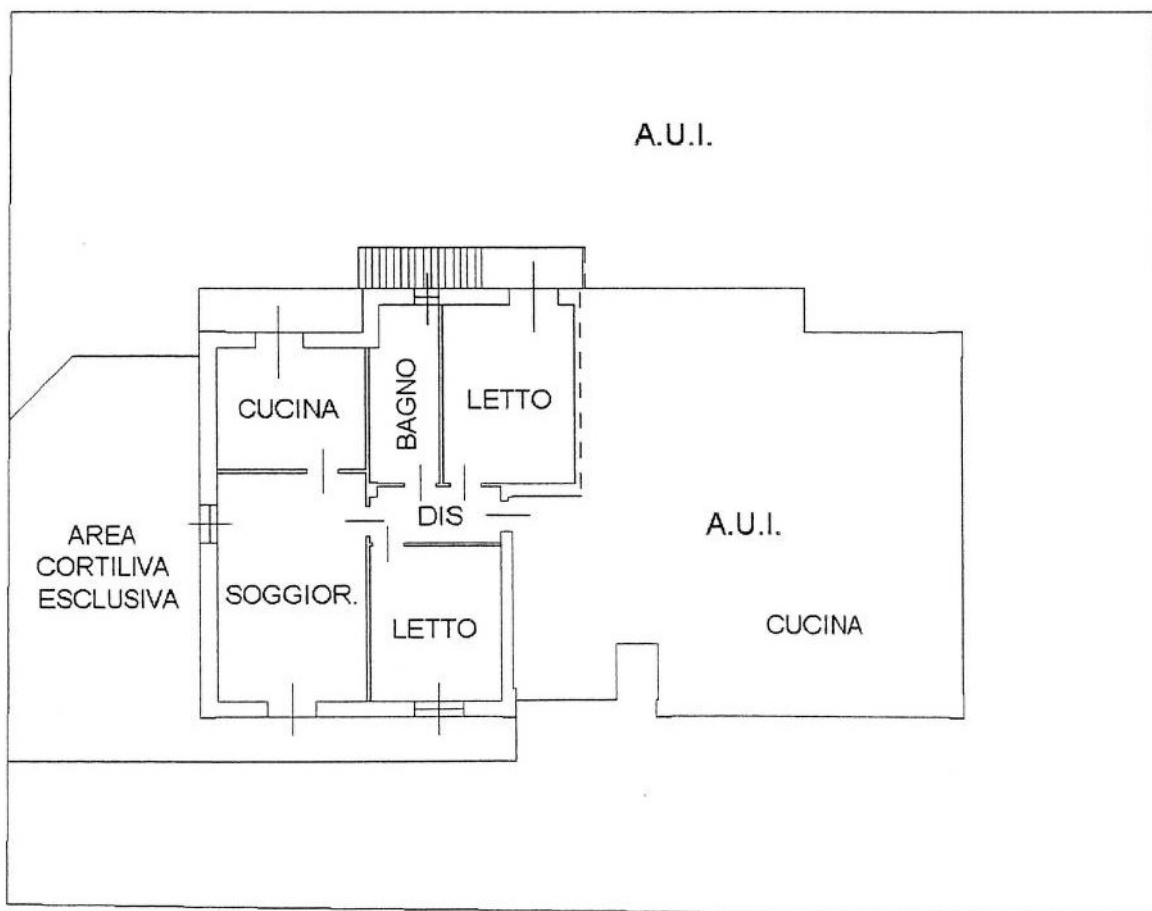 A.U.I.
CUCINA
BAGNO
LETTO
DIS
A.U.I.
AREA
CORTILIVA
ESCLUSIVA
SOGGIOR.
LETTO
CUCINA